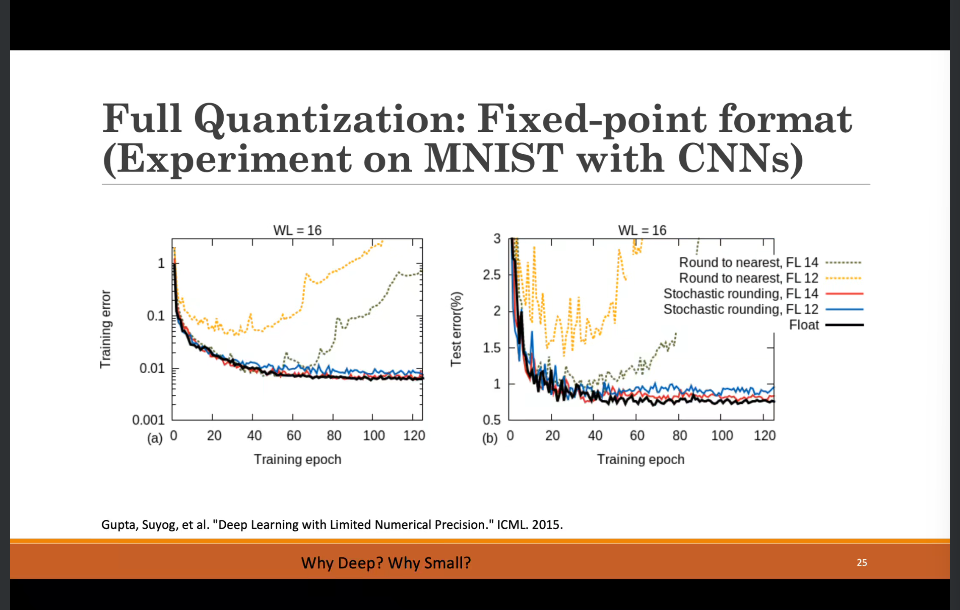 Full Quantization: Fixed-point format
(Experiment on MNIST with CNNs)
WL = 16
1
0.1
0.01
0.001
Training error
(a)
0 20 40 60 80 100 120
Training epoch
WL = 16
3
2.5
2
1.5
1
0.5
Test error(%)
Round to nearest, FL 14
Round to nearest, FL 12
Stochastic rounding, FL 14
Stochastic rounding, FL 12
Float
(b)
0 20 40 60 80 100 120
Training epoch
Gupta, Suyog, et al. "Deep Learning with Limited Numerical Precision." ICML. 2015.
Why Deep? Why Small?
25